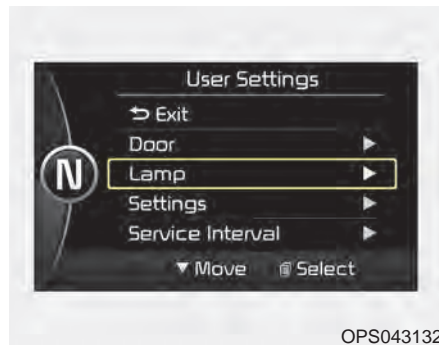 User Settings
Exit
Door
N
Lamp
Settings
Service Interval
Move Select
OPS043132